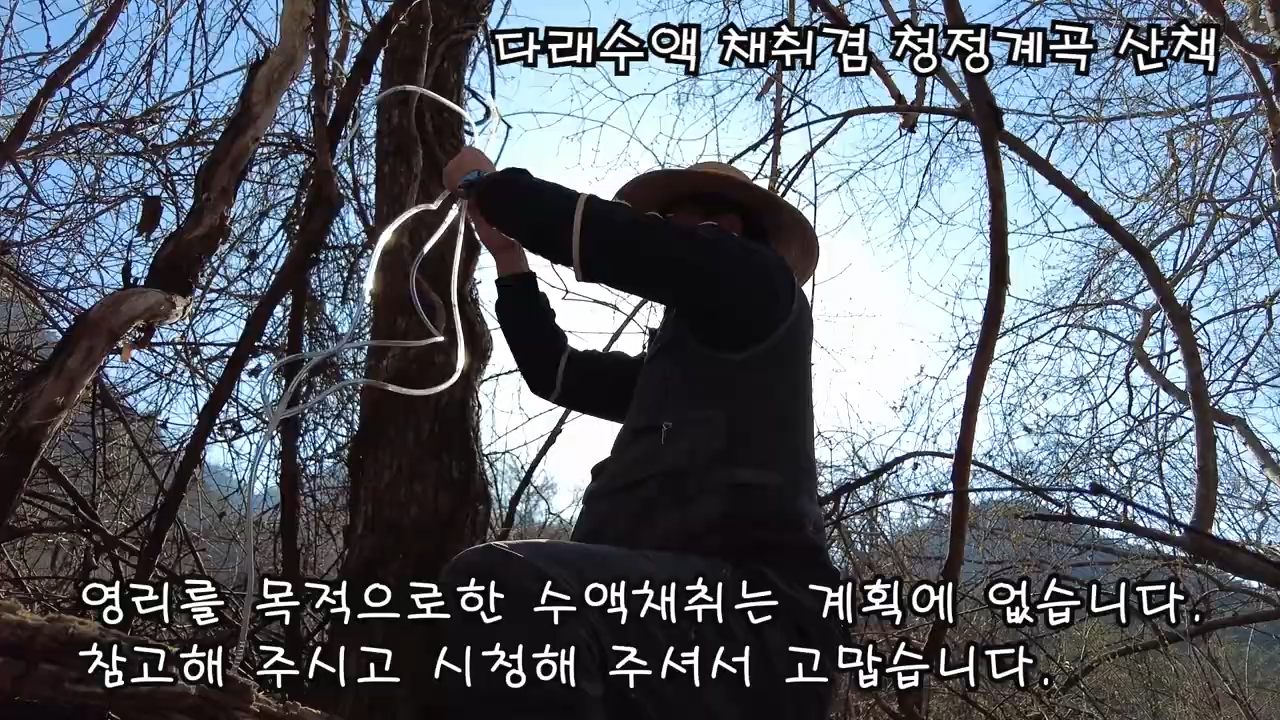 다래수액 채취겸 청정계곡 산책
영리를 목적으로한 수액채취는 계획에 없습니다.
참고해 주시고 시청해 주셔서 고맙습니다.